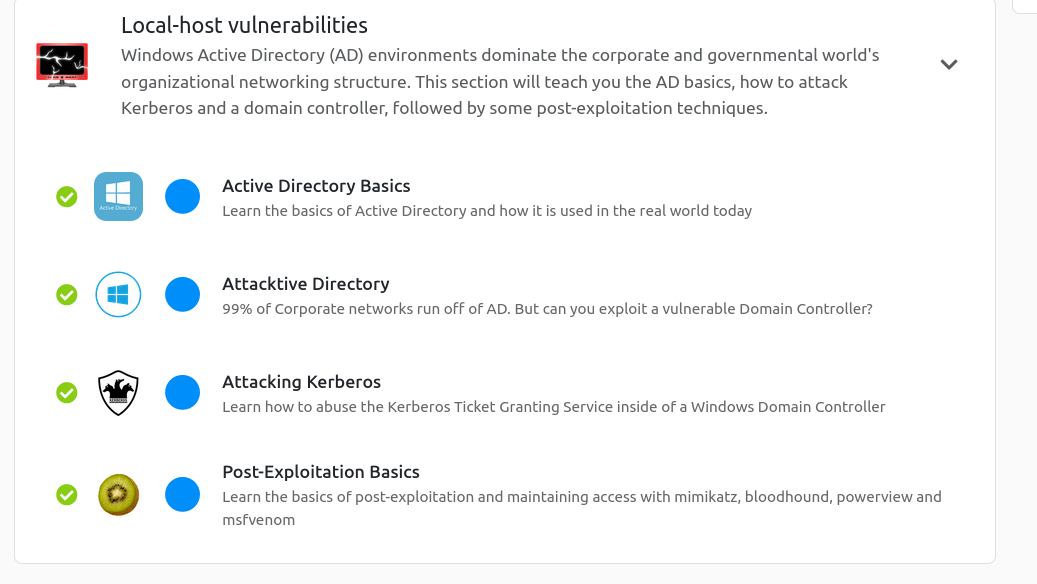 Local-host vulnerabilities
Windows Active Directory (AD) environments dominate the corporate and governmental world's
organizational networking structure. This section will teach you the AD basics, how to attack
Kerberos and a domain controller, followed by some post-exploitation techniques.
Active Directory
Active Directory Basics
Learn the basics of Active Directory and how it is used in the real world today
Attacktive Directory
99% of Corporate networks run off of AD. But can you exploit a vulnerable Domain Controller?
Attacking Kerberos
Learn how to abuse the Kerberos Ticket Granting Service inside of a Windows Domain Controller
Post-Exploitation Basics
Learn the basics of post-exploitation and maintaining access with mimikatz, bloodhound, powerview and
msfvenom